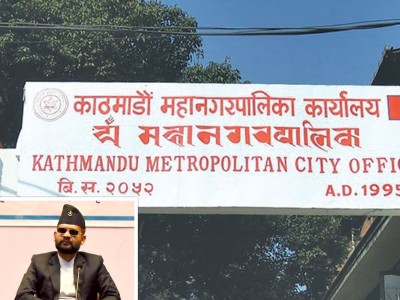 काठमाडौं महानगरपालिका कार्यालय
KATHMANDU METROPOLITAN CITY OFFIC
बि.स. २०५२ A.D. 1995